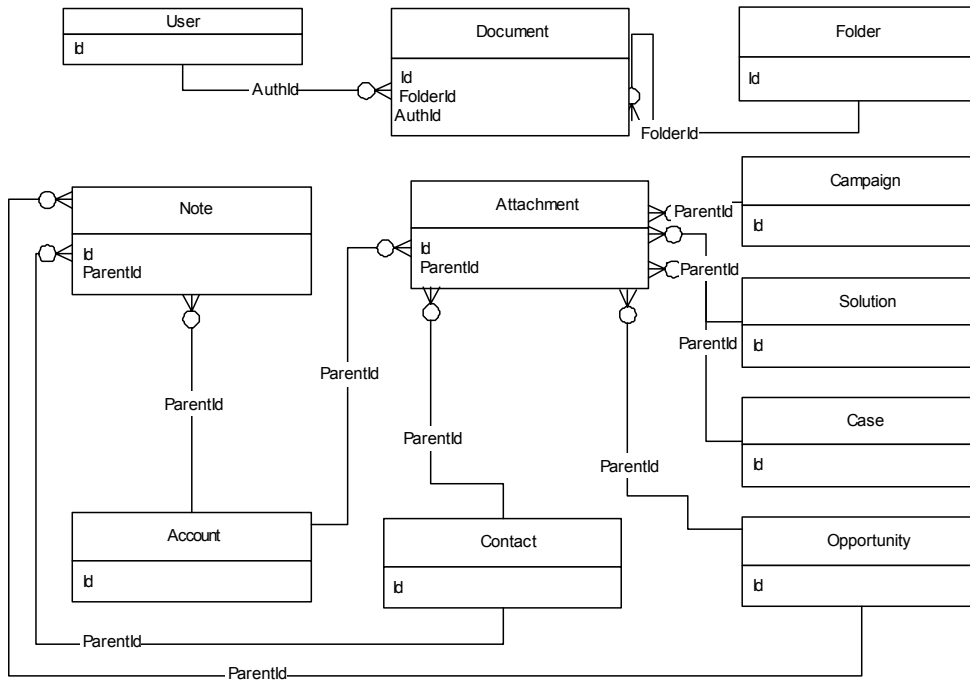 User
Id
AuthId
Document
Id
FolderId
AuthId
Folder
Id
FolderId
Note
Id
ParentId
Attachment
Id
ParentId
Campaign
Id
ParentId
ParentId
Solution
Id
ParentId
Case
Id
ParentId
ParentId
ParentId
ParentId
Account
Id
Contact
Id
Opportunity
Id
ParentId
ParentId